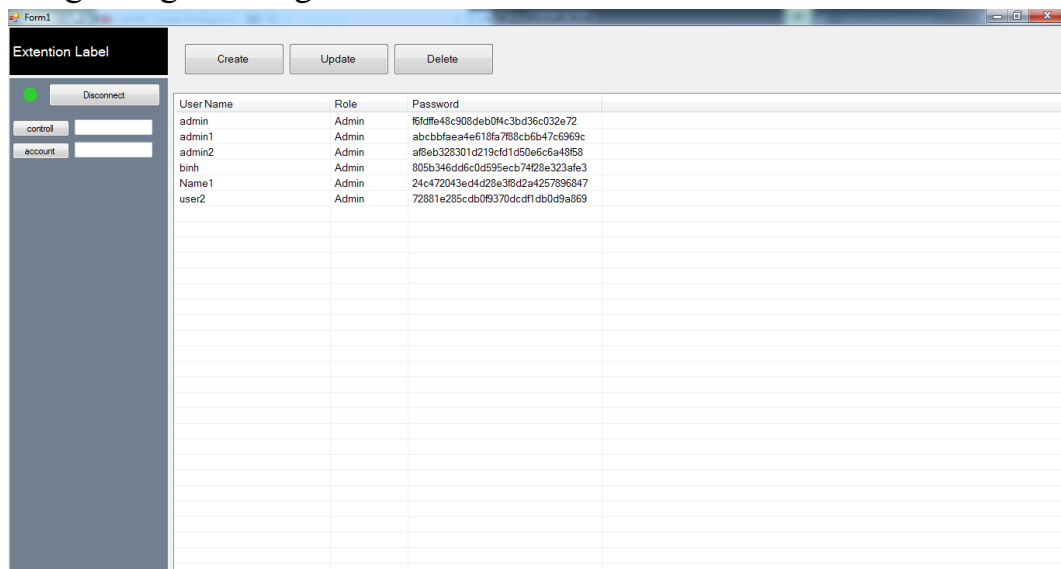 Form1
Extention Label
Create Update Delete
Disconnect
controll
account
User Name Role Password
admin Admin f6fdffe48c908deb0f4c3bd36c032e72
admin1 Admin abcbbfaea4e618fa7f88cb6b47c6969c
admin2 Admin af8eb328301d219cfd1d50e6c6a48f58
binh Admin 805b346dd6c0d595ecb74f28e323afe3
Name1 Admin 24c472043ed4d28e3f8d2a4257896847
user2 Admin 72881e285cdb0f9370dcdf1db0d9a869